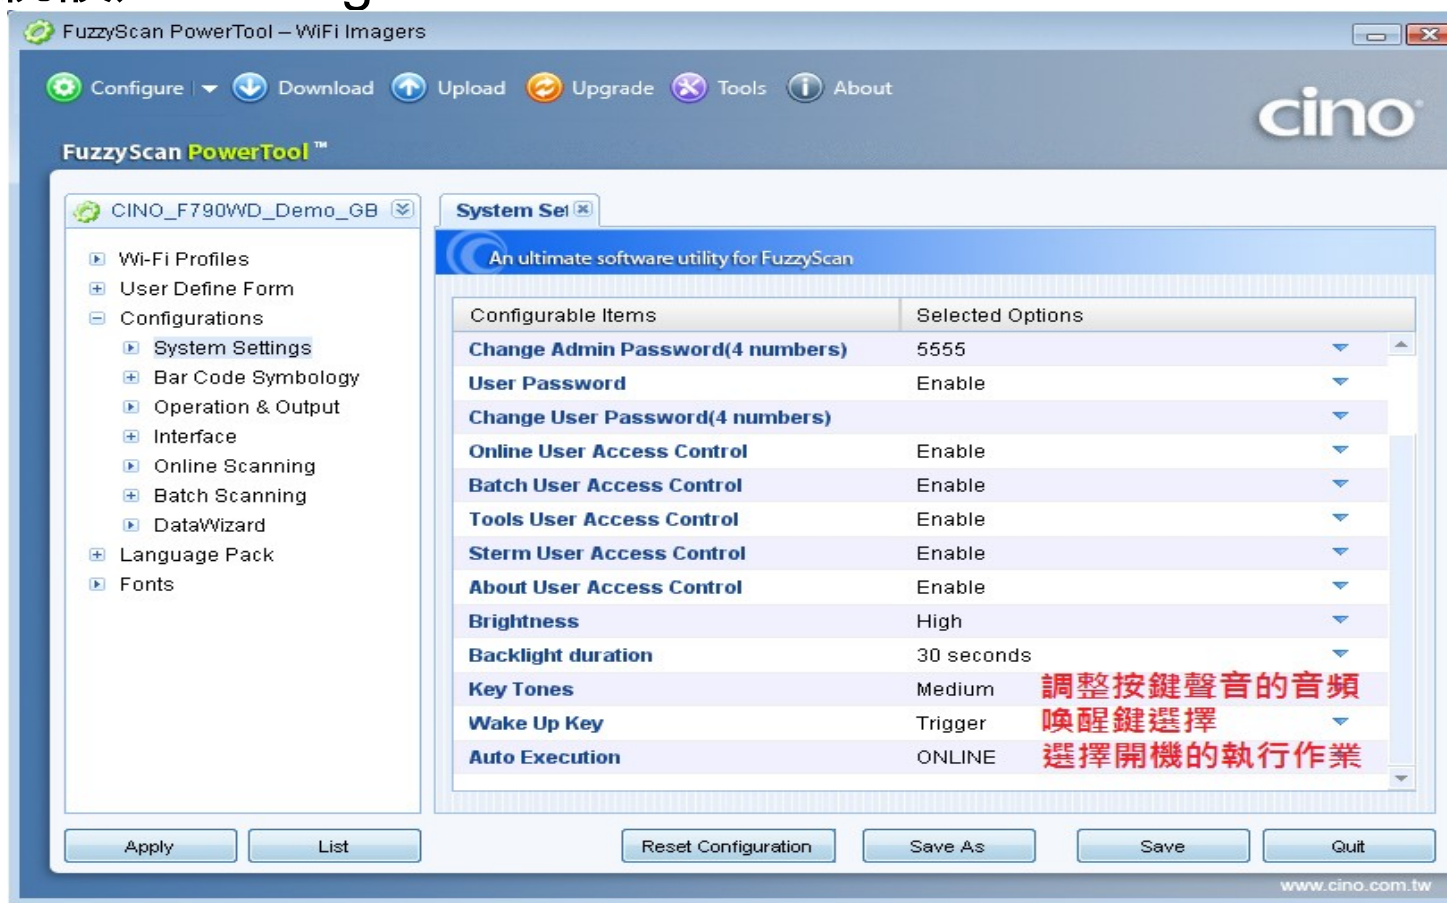 FuzzyScan PowerTool – WiFi Imagers
Configure Download Upload Upgrade Tools About
cino
FuzzyScan PowerTool™
CINO_F790WD_Demo_GB
System Set
An ultimate software utility for FuzzyScan
Wi-Fi Profiles
User Define Form
Configurations
System Settings
Bar Code Symbology
Operation & Output
Interface
Online Scanning
Batch Scanning
DataWizard
Language Pack
Fonts
Configurable Items Selected Options
Change Admin Password(4 numbers) 5555
User Password Enable
Change User Password(4 numbers)
Online User Access Control Enable
Batch User Access Control Enable
Tools User Access Control Enable
Sterm User Access Control Enable
About User Access Control Enable
Brightness High
Backlight duration 30 seconds
Key Tones Medium 調整按鍵聲音的音頻
Wake Up Key Trigger 喚醒鍵選擇
Auto Execution ONLINE 選擇開機的執行作業
Apply List Reset Configuration Save As Save Quit
www.cino.com.tw